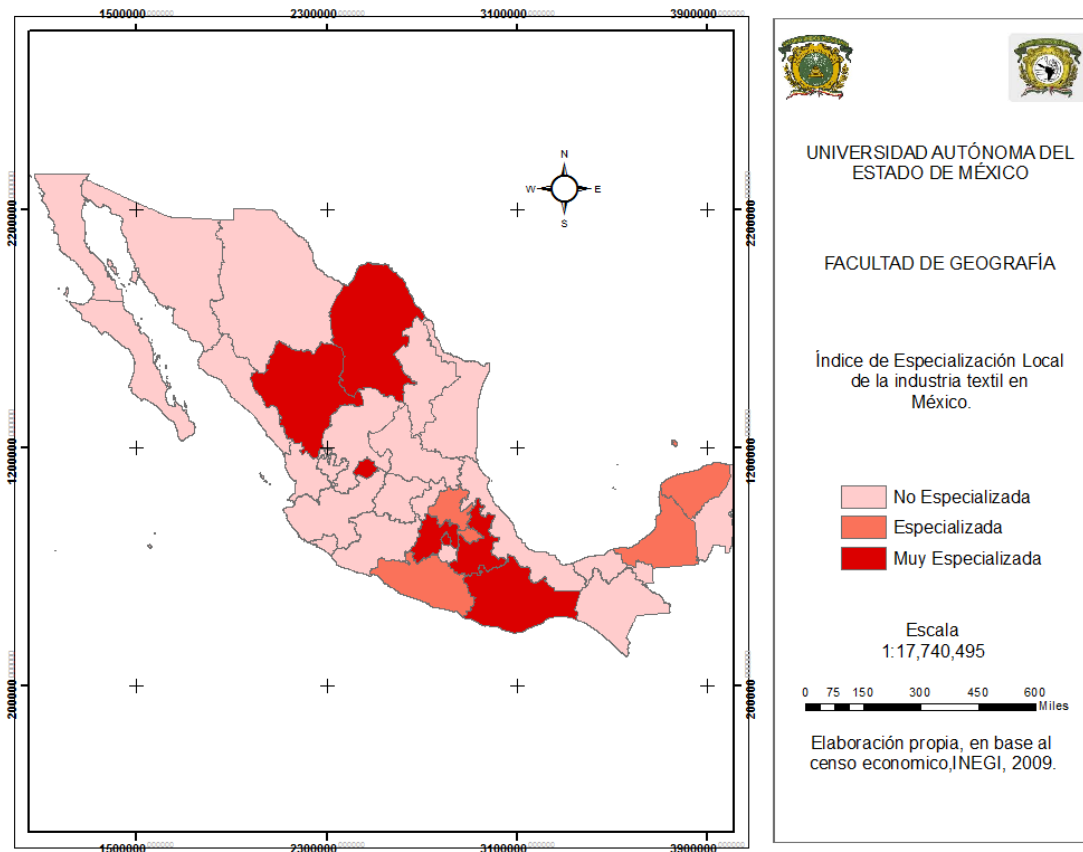 1500000 2300000 3100000 3900000
N
W E
S
2200000 2200000
1200000 1200000
200000 200000
1500000 2300000 3100000 3900000
UNIVERSIDAD AUTÓNOMA DEL
ESTADO DE MÉXICO
FACULTAD DE GEOGRAFÍA
Índice de Especialización Local
de la industria textil en
México.
No Especializada
Especializada
Muy Especializada
Escala
1:17,740,495
0 75 150 300 450 600
Miles
Elaboración propia, en base al
censo economico,INEGI, 2009.